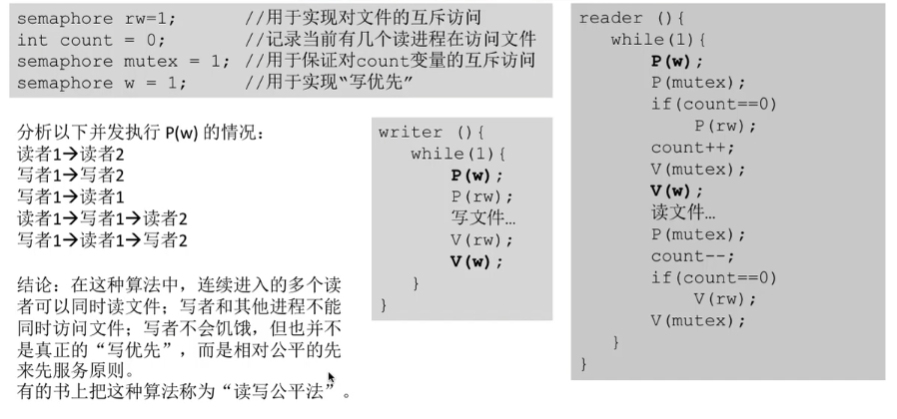 semaphore rw=1; //用于实现对文件的互斥访问
int count = 0; //记录当前有几个读进程在访问文件
semaphore mutex = 1; //用于保证对count变量的互斥访问
semaphore w = 1; //用于实现“写优先”
分析以下并发执行 P(w) 的情况：
读者1→读者2
写者1→写者2
写者1→读者1
读者1→写者1→读者2
写者1→读者1→写者2
结论：在这种算法中，连续进入的多个读
者可以同时读文件；写者和其他进程不能
同时访问文件；写者不会饥饿，但也并不
是真正的“写优先”，而是相对公平的先
来先服务原则。
有的书上把这种算法称为“读写公平法”。
writer (){
while(1){
P(w);
P(rw);
写文件…
V(rw);
V(w);
}
}
reader (){
while(1){
P(w);
P(mutex);
if(count==0)
P(rw);
count++;
V(mutex);
V(w);
读文件…
P(mutex);
count--;
if(count==0)
V(rw);
V(mutex);
}
}